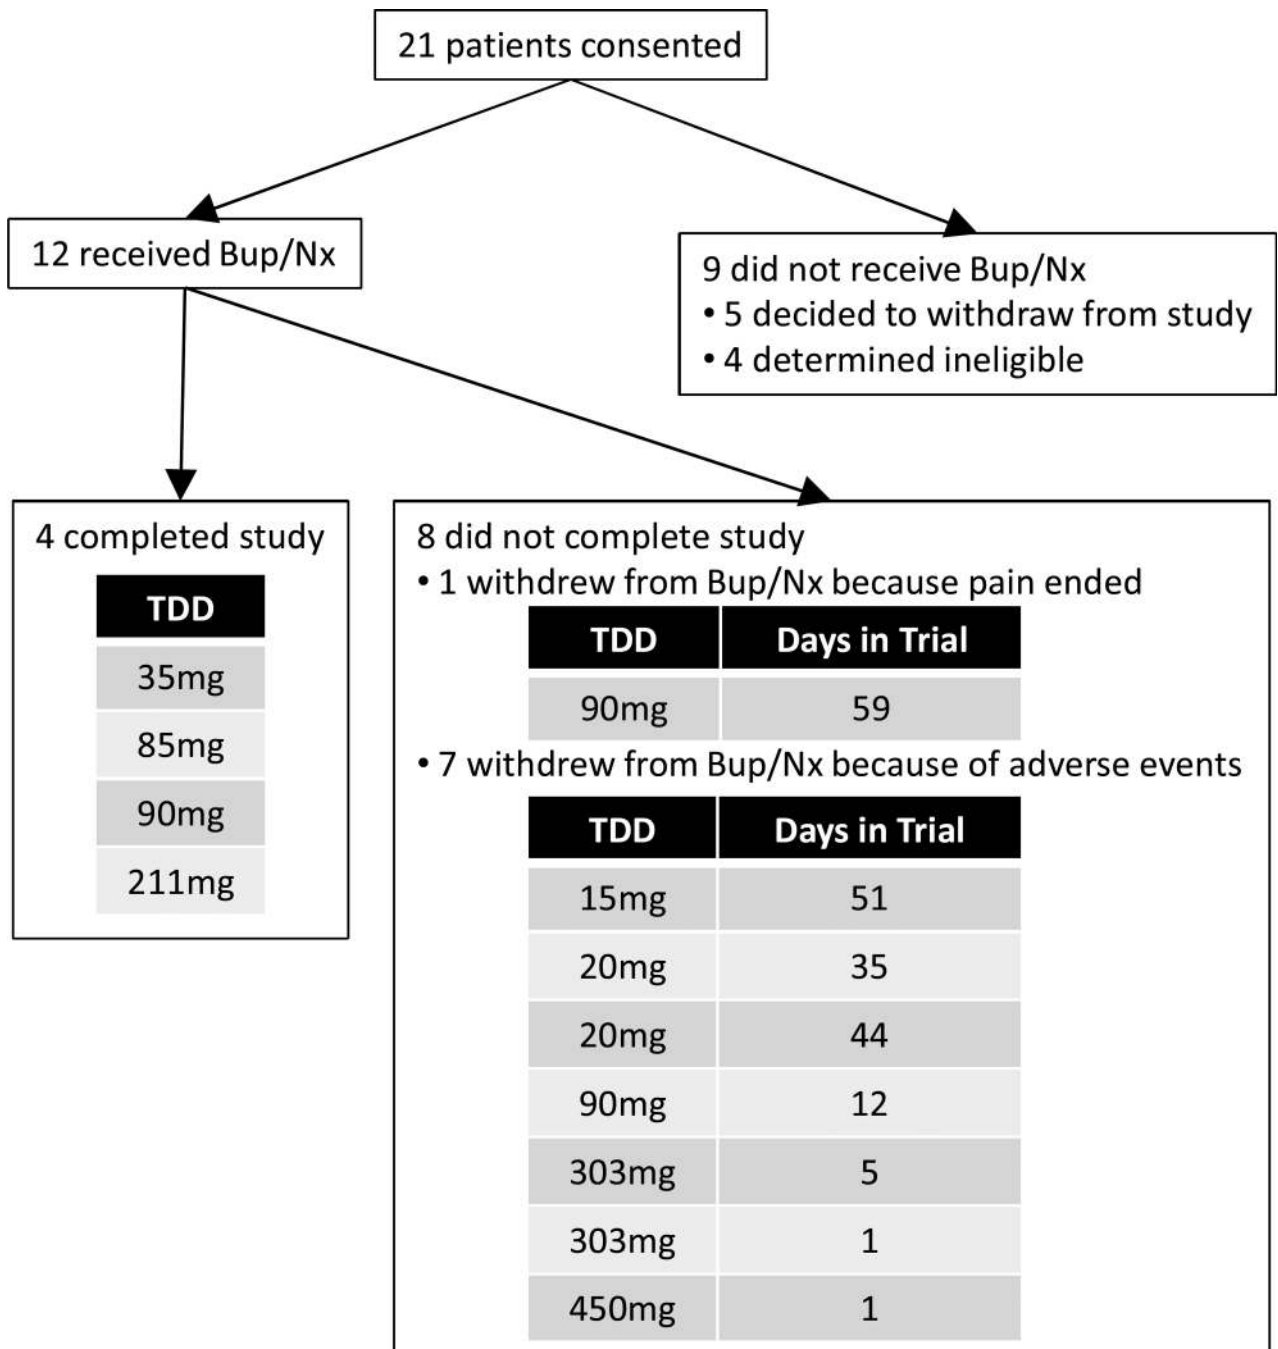 21 patients consented
12 received Bup/Nx
9 did not receive Bup/Nx
• 5 decided to withdraw from study
• 4 determined ineligible
4 completed study
TDD
35mg
85mg
90mg
211mg
8 did not complete study
• 1 withdrew from Bup/Nx because pain ended
TDD Days in Trial
90mg 59
• 7 withdrew from Bup/Nx because of adverse events
TDD Days in Trial
15mg 51
20mg 35
20mg 44
90mg 12
303mg 5
303mg 1
450mg 1